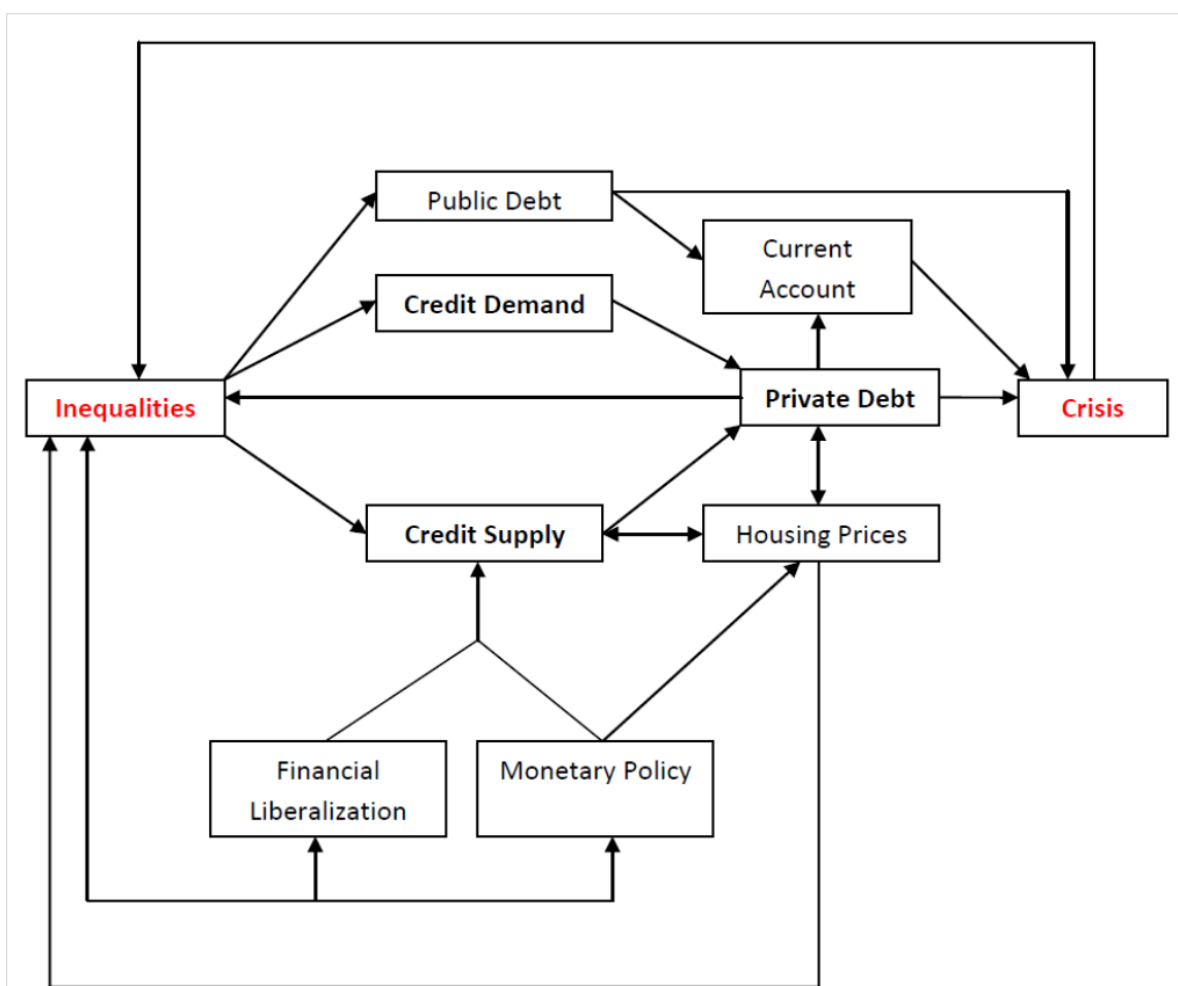 Public Debt
Current
Account
Credit Demand
Inequalities
Private Debt
Crisis
Credit Supply
Housing Prices
Financial
Liberalization
Monetary Policy